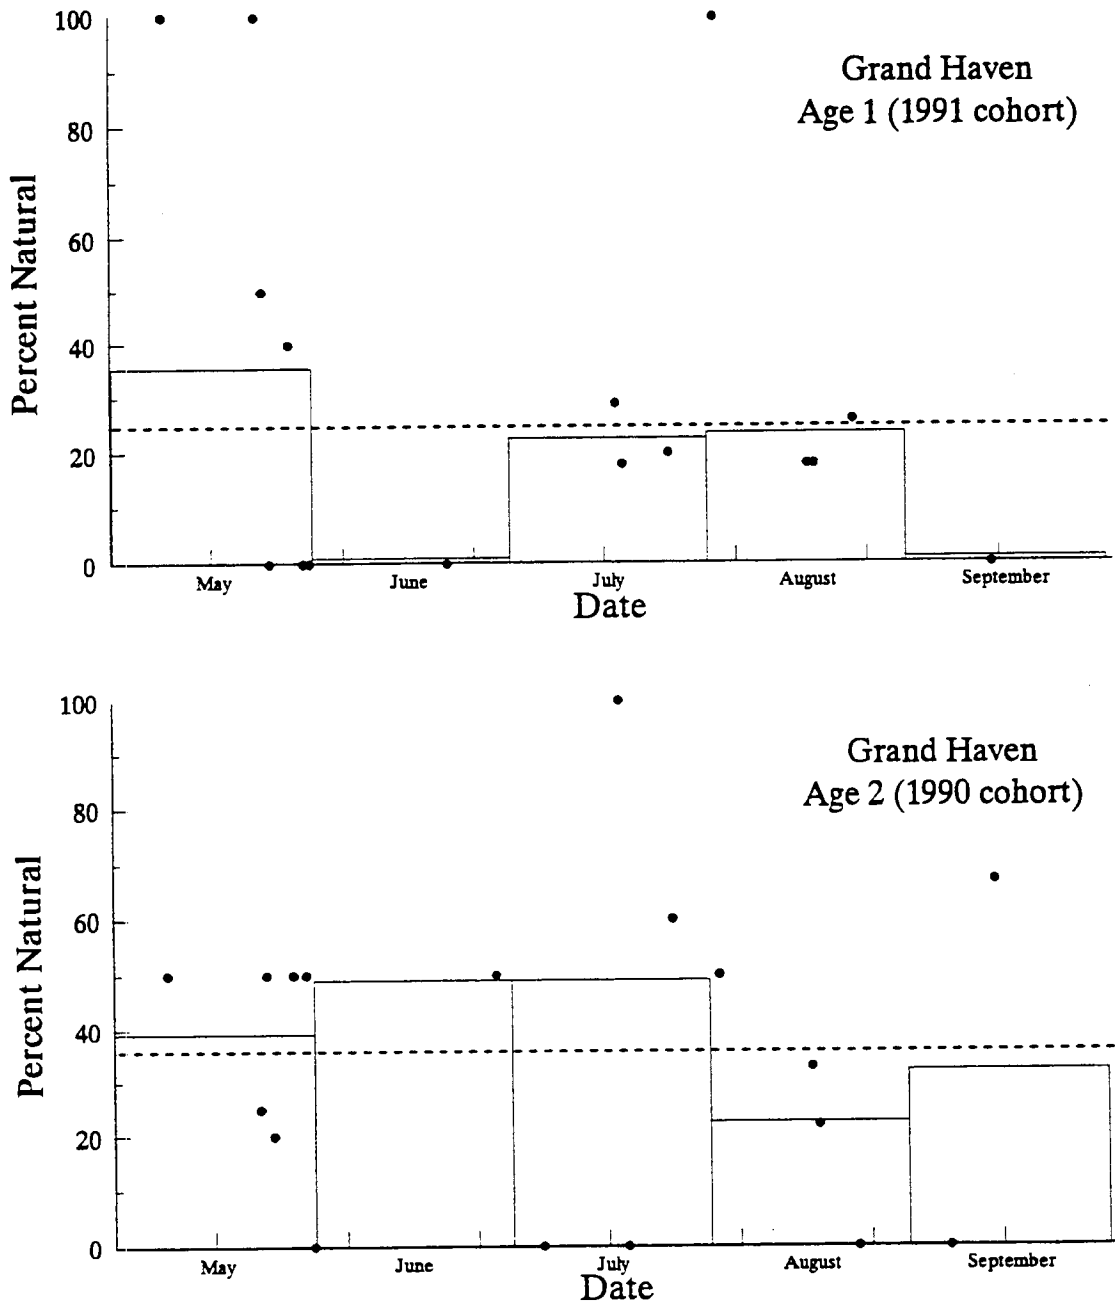 100
80
60
40
20
0
Percent Natural
Grand Haven
Age 1 (1991 cohort)
May June July August September
Date
100
80
60
40
20
0
Percent Natural
Grand Haven
Age 2 (1990 cohort)
May June July August September
Date